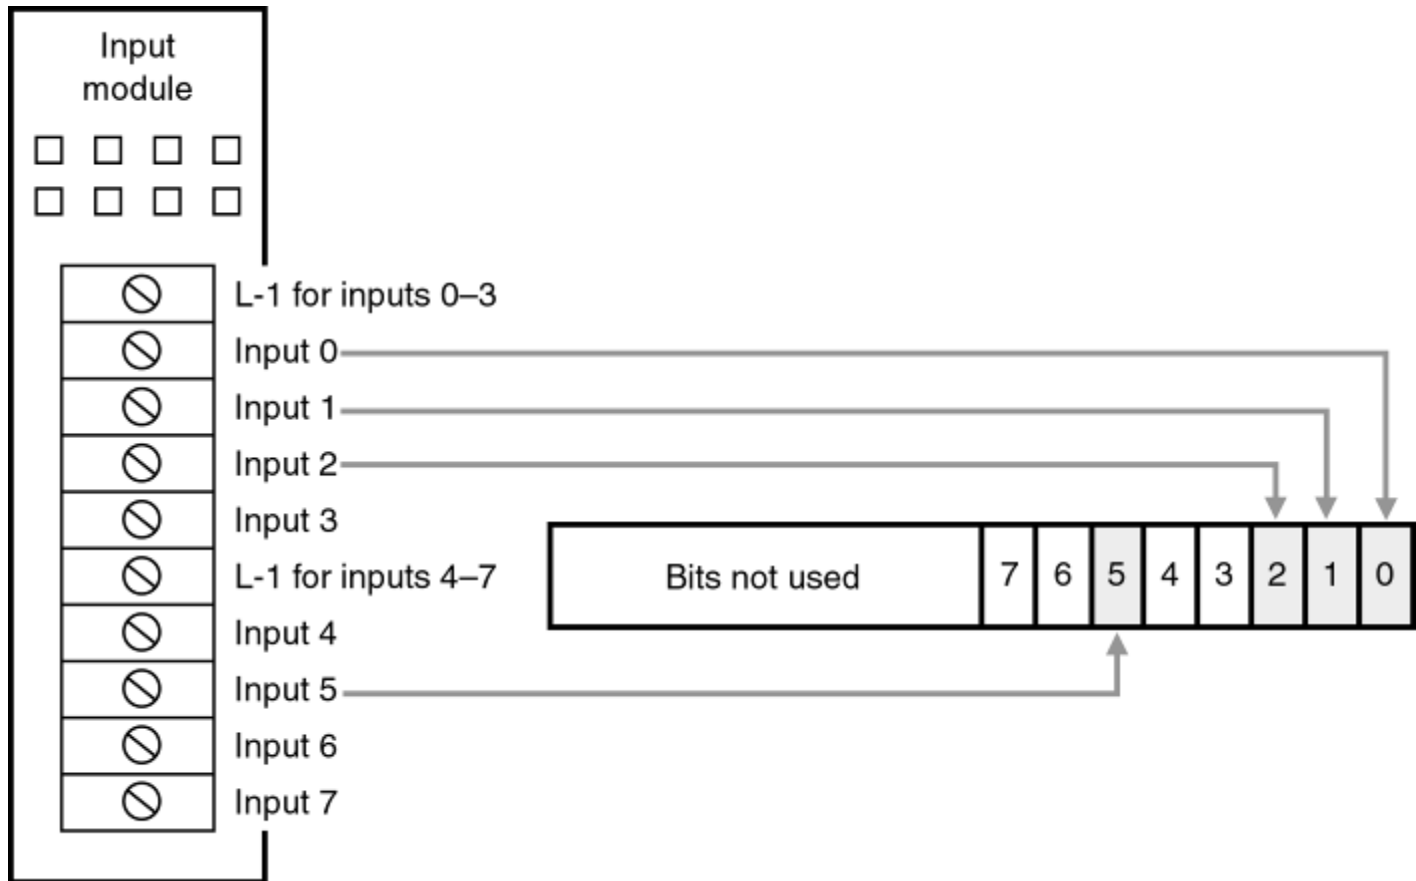 Input
module
L-1 for inputs 0–3
Input 0
Input 1
Input 2
Input 3
L-1 for inputs 4–7
Input 4
Input 5
Input 6
Input 7
Bits not used 7 6 5 4 3 2 1 0